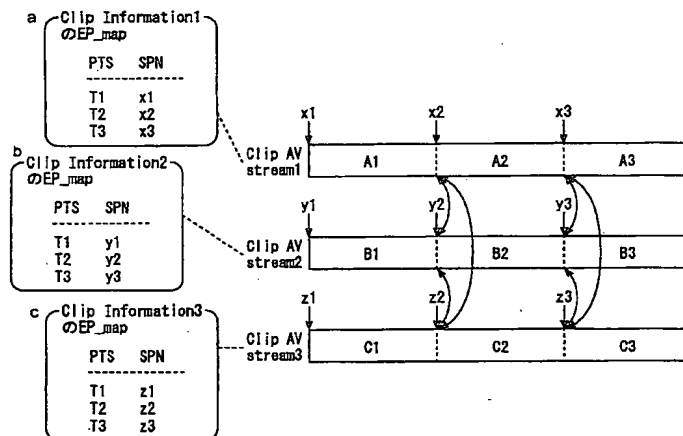 a
Clip Information1
のEP_map
PTS SPN
T1 x1
T2 x2
T3 x3
b
Clip Information2
のEP_map
PTS SPN
T1 y1
T2 y2
T3 y3
c
Clip Information3
のEP_map
PTS SPN
T1 z1
T2 z2
T3 z3
x1 x2 x3
Clip AV
stream1
A1 A2 A3
y1 y2 y3
Clip AV
stream2
B1 B2 B3
z1 z2 z3
Clip AV
stream3
C1 C2 C3